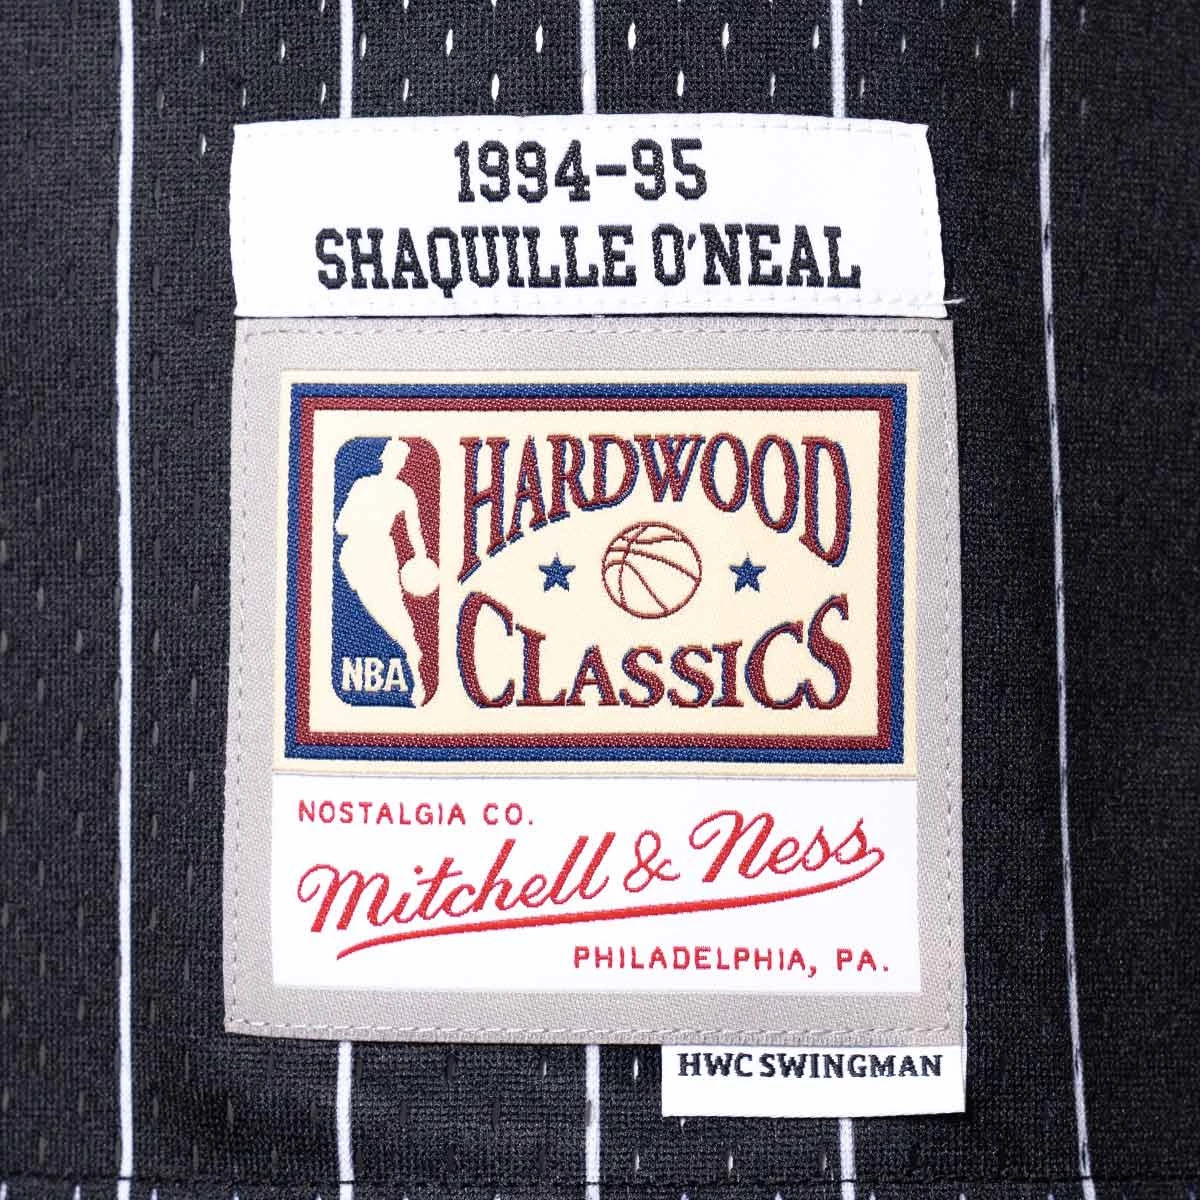 1994-95
SHAQUILLE O'NEAL
HARDWOOD
CLASSICS
NBA
NOSTALGIA CO.
Mitchell & Ness
PHILADELPHIA, PA.
HWC SWINGMAN